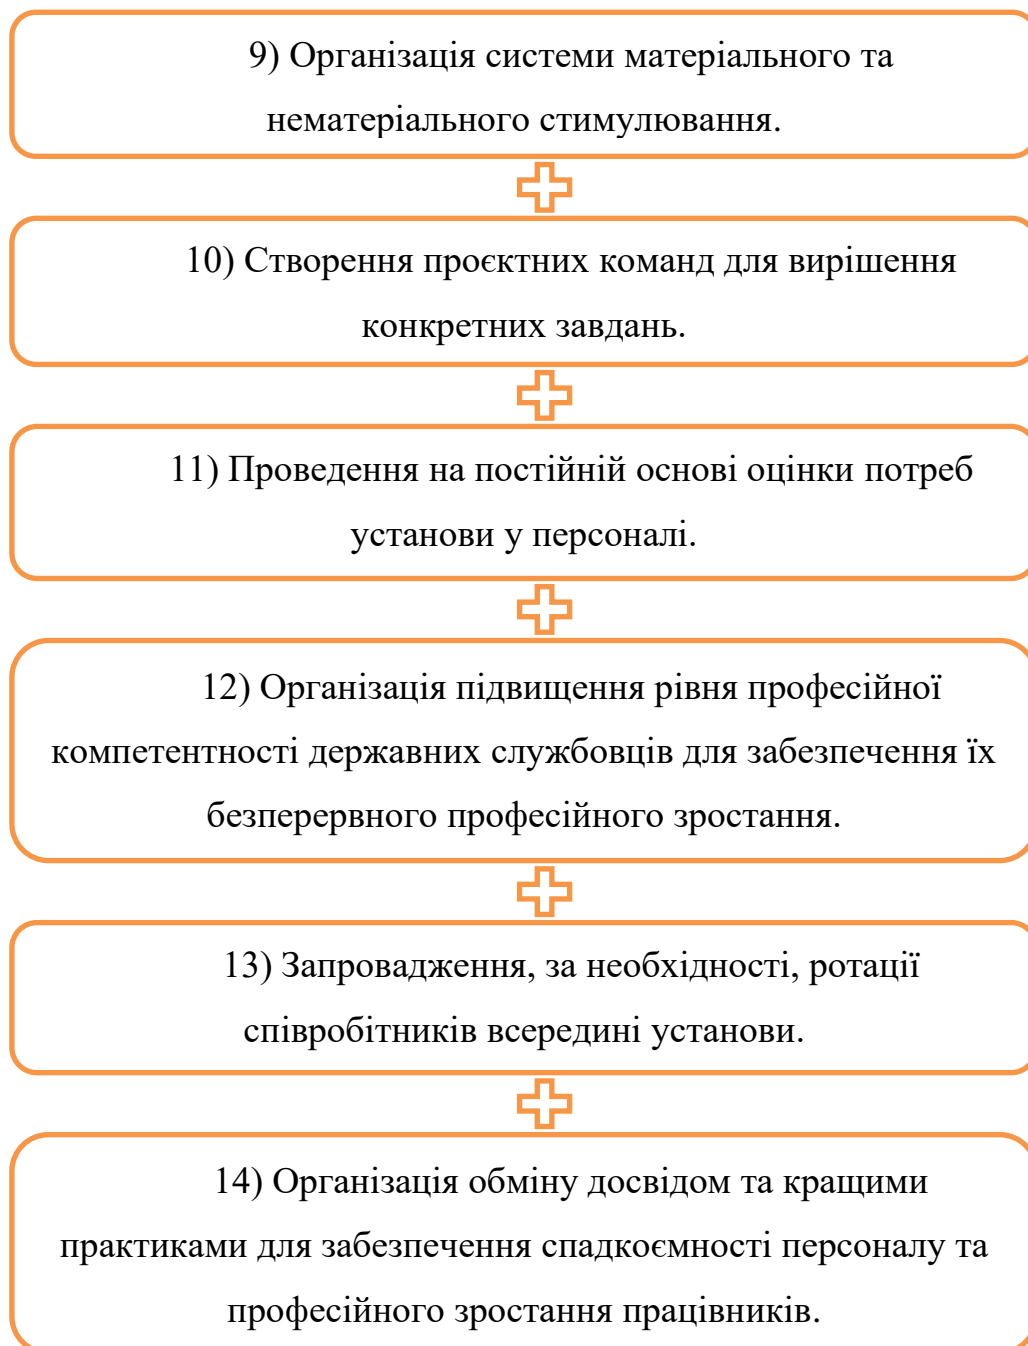 9) Організація системи матеріального та
нематеріального стимулювання.
10) Створення проєктних команд для вирішення
конкретних завдань.
11) Проведення на постійній основі оцінки потреб
установи у персоналі.
12) Організація підвищення рівня професійної
компетентності державних службовців для забезпечення їх
безперервного професійного зростання.
13) Запровадження, за необхідності, ротації
співробітників всередині установи.
14) Організація обміну досвідом та кращими
практиками для забезпечення спадкоємності персоналу та
професійного зростання працівників.